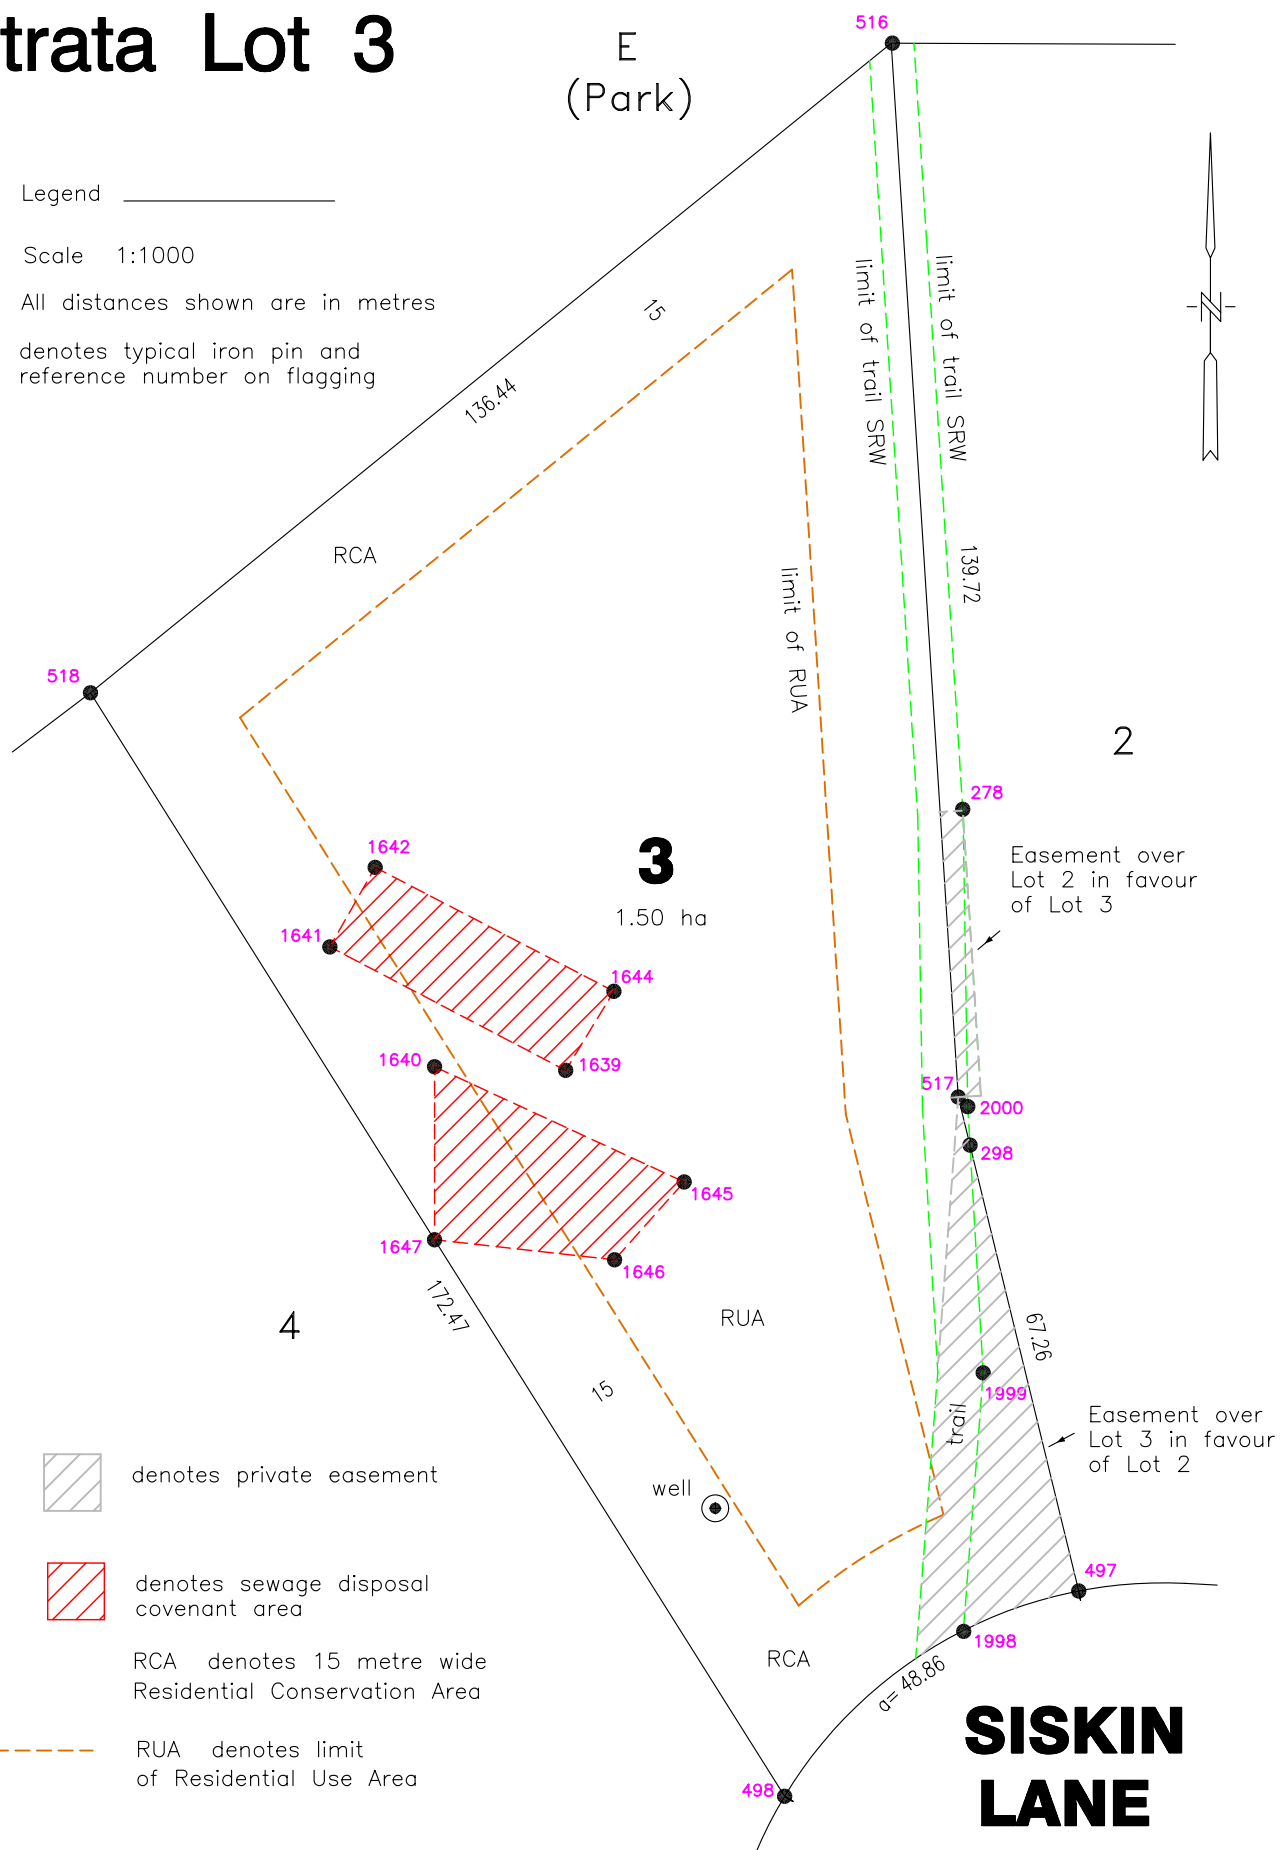 trata Lot 3
E
(Park)
516
Legend
Scale 1:1000
All distances shown are in metres
denotes typical iron pin and
reference number on flagging
15
136.44
limit of trail SRW
limit of trail SRW
N
RCA
139.72
limit of RUA
518
2
278
1642
3
1.50 ha
Easement over
Lot 2 in favour
of Lot 3
1641
1644
1640
1639
517
2000
298
1645
1647
1646
172.47
4
RUA
67.26
15
1999
trail
Easement over
Lot 3 in favour
of Lot 2
denotes private easement
well
denotes sewage disposal
covenant area
497
1998
RCA denotes 15 metre wide
Residential Conservation Area
RCA
a= 48.86
RUA denotes limit
of Residential Use Area
SISKIN
LANE
498